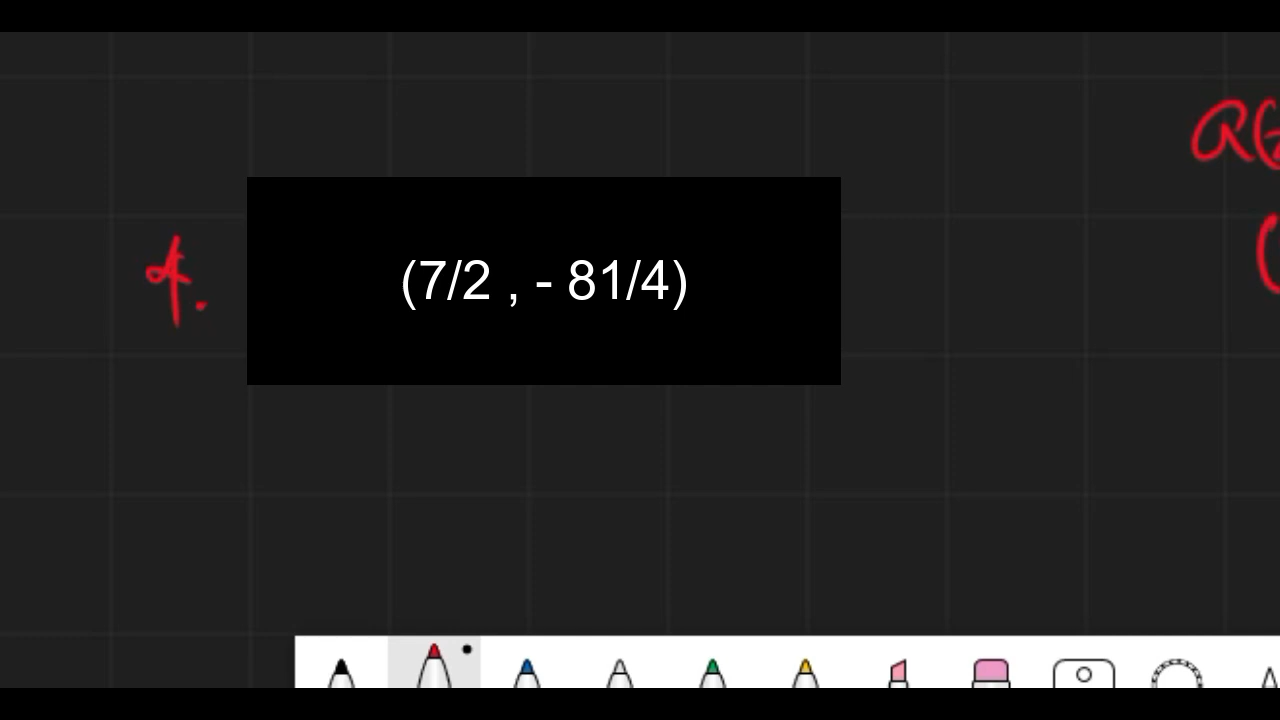 4. (7/2 , - 81/4)